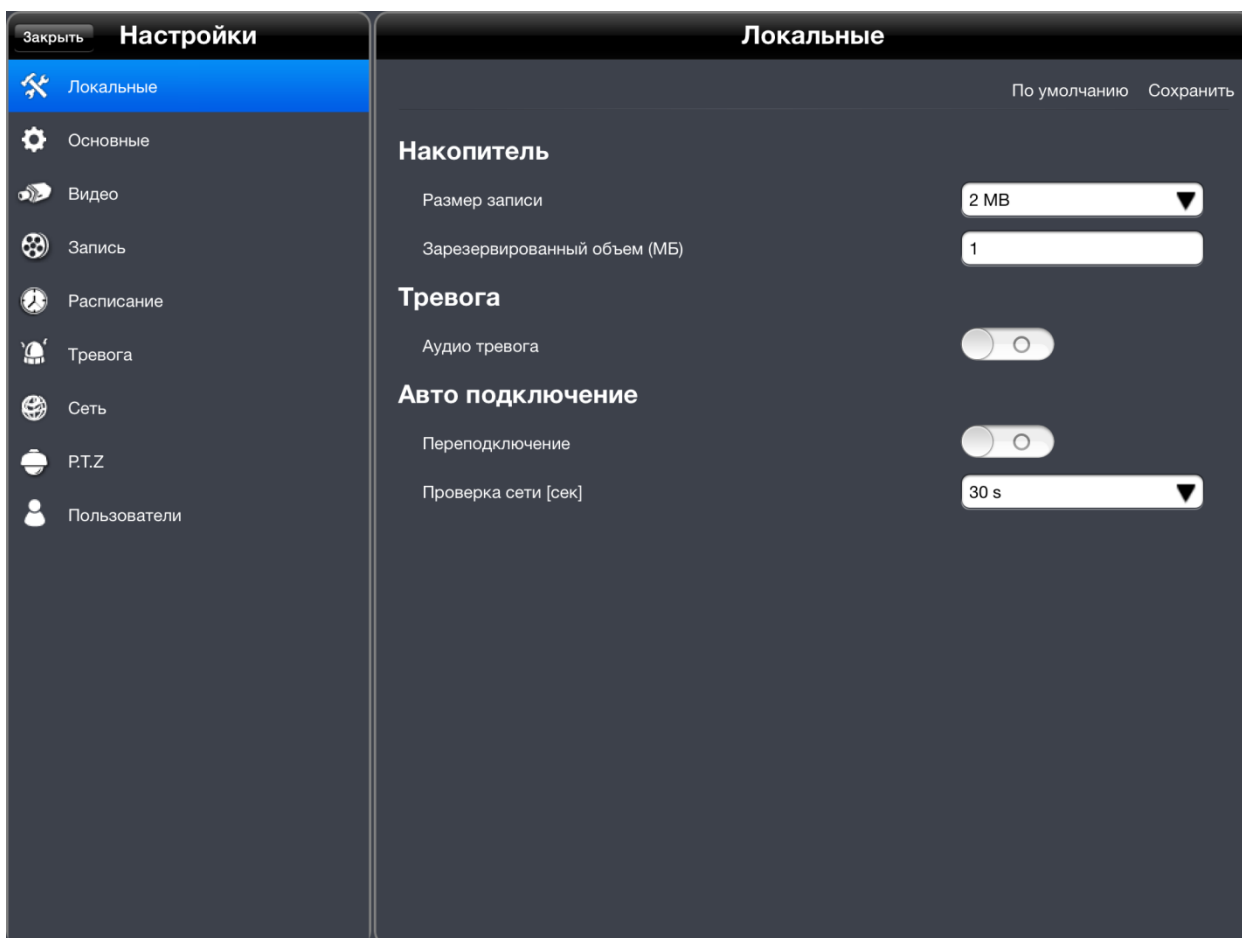 Закрыть Настройки
Локальные
Основные
Видео
Запись
Расписание
Тревога
Сеть
P.T.Z
Пользователи
Локальные
По умолчанию Сохранить
Накопитель
Размер записи 2 MB
Зарезервированный объем (МБ) 1
Тревога
Аудио тревога
Авто подключение
Переподключение
Проверка сети [сек] 30 s